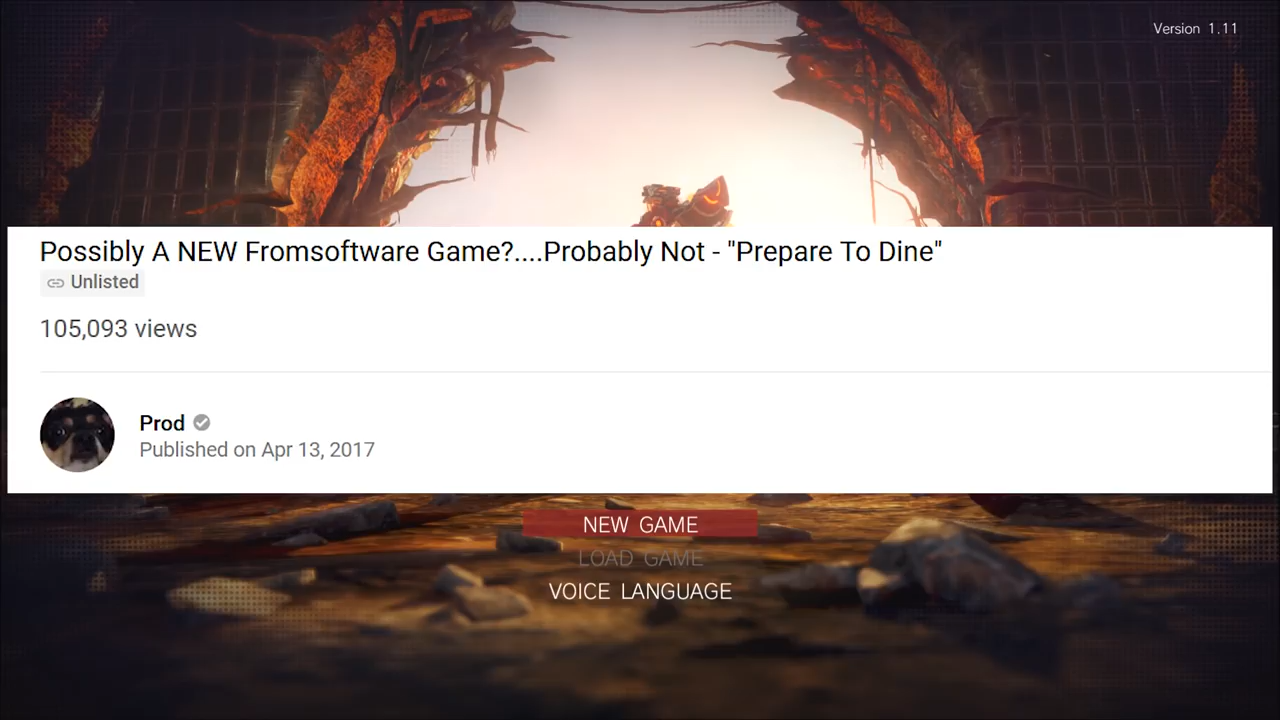 Version 1.11
Possibly A NEW Fromsoftware Game?....Probably Not - "Prepare To Dine"
Unlisted
105,093 views
Prod
Published on Apr 13, 2017
NEW GAME
LOAD GAME
VOICE LANGUAGE